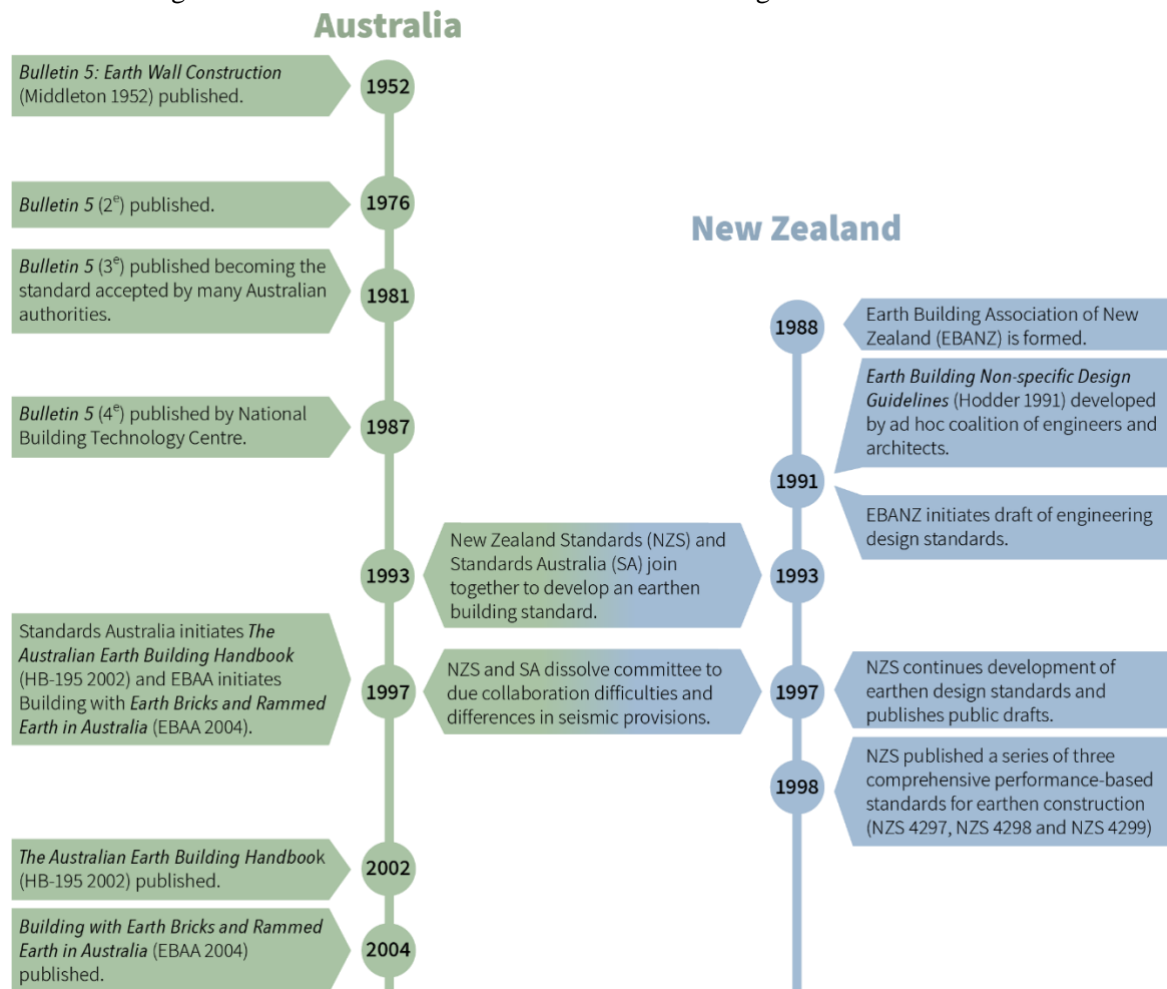 Australia
Bulletin 5: Earth Wall Construction
(Middleton 1952) published.
1952
Bulletin 5 (2e) published.
1976
Bulletin 5 (3e) published becoming the
standard accepted by many Australian
authorities.
1981
Bulletin 5 (4e) published by National
Building Technology Centre.
1987
New Zealand
1988
Earth Building Association of New
Zealand (EBANZ) is formed.
Earth Building Non-specific Design
Guidelines (Hodder 1991) developed
by ad hoc coalition of engineers and
architects.
1991
EBANZ initiates draft of engineering
design standards.
1993
New Zealand Standards (NZS) and
Standards Australia (SA) join
together to develop an earthen
building standard.
1993
Standards Australia initiates The
Australian Earth Building Handbook
(HB-195 2002) and EBAA initiates
Building with Earth Bricks and Rammed
Earth in Australia (EBAA 2004).
1997
NZS and SA dissolve committee to
due collaboration difficulties and
differences in seismic provisions.
1997
NZS continues development of
earthen design standards and
publishes public drafts.
1998
NZS published a series of three
comprehensive performance-based
standards for earthen construction
(NZS 4297, NZS 4298 and NZS 4299)
The Australian Earth Building Handbook
(HB-195 2002) published.
2002
Building with Earth Bricks and Rammed
Earth in Australia (EBAA 2004)
published.
2004